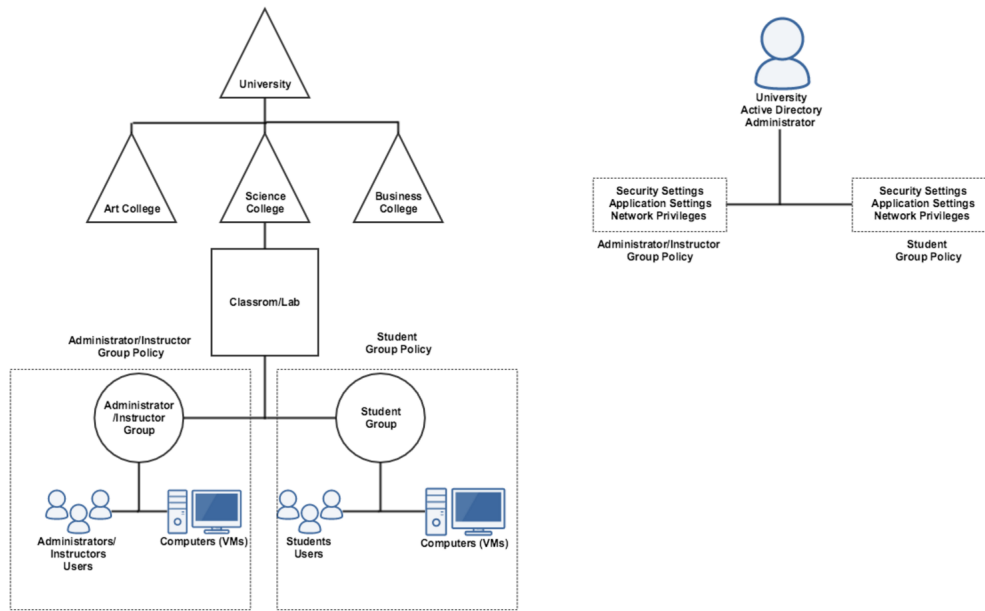 University
Art College
Science
College
Business
College
Classrom/Lab
Administrator/Instructor
Group Policy
Student
Group Policy
Administrator
/Instructor
Group
Student
Group
Administrators/
Instructors
Users
Computers (VMs)
Students
Users
Computers (VMs)
University
Active Directory
Administrator
Security Settings
Application Settings
Network Privileges
Administrator/Instructor
Group Policy
Security Settings
Application Settings
Network Privileges
Student
Group Policy